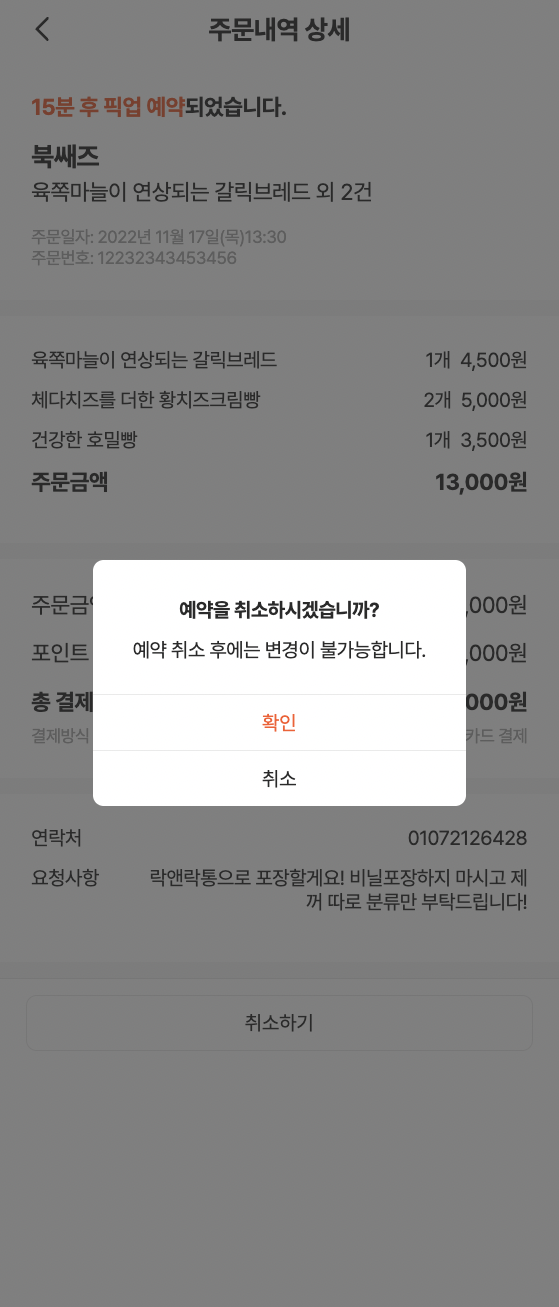 주문내역 상세
15분 후 픽업 예약되었습니다.
북쌔즈
육쪽마늘이 연상되는 갈릭브레드 외 2건
주문일자: 2022년 11월 17일(목)13:30
주문번호: 12232343453456
육쪽마늘이 연상되는 갈릭브레드 1개 4,500원
체다치즈를 더한 황치즈크림빵 2개 5,000원
건강한 호밀빵 1개 3,500원
주문금액 13,000원
예약을 취소하시겠습니까?
예약 취소 후에는 변경이 불가능합니다.
확인
취소
주문금 ,000원
포인트 ,000원
총 결제 000원
결제방식 카드 결제
연락처 01072126428
요청사항 락앤락통으로 포장할게요! 비닐포장하지 마시고 제
꺼 따로 분류만 부탁드립니다!
취소하기